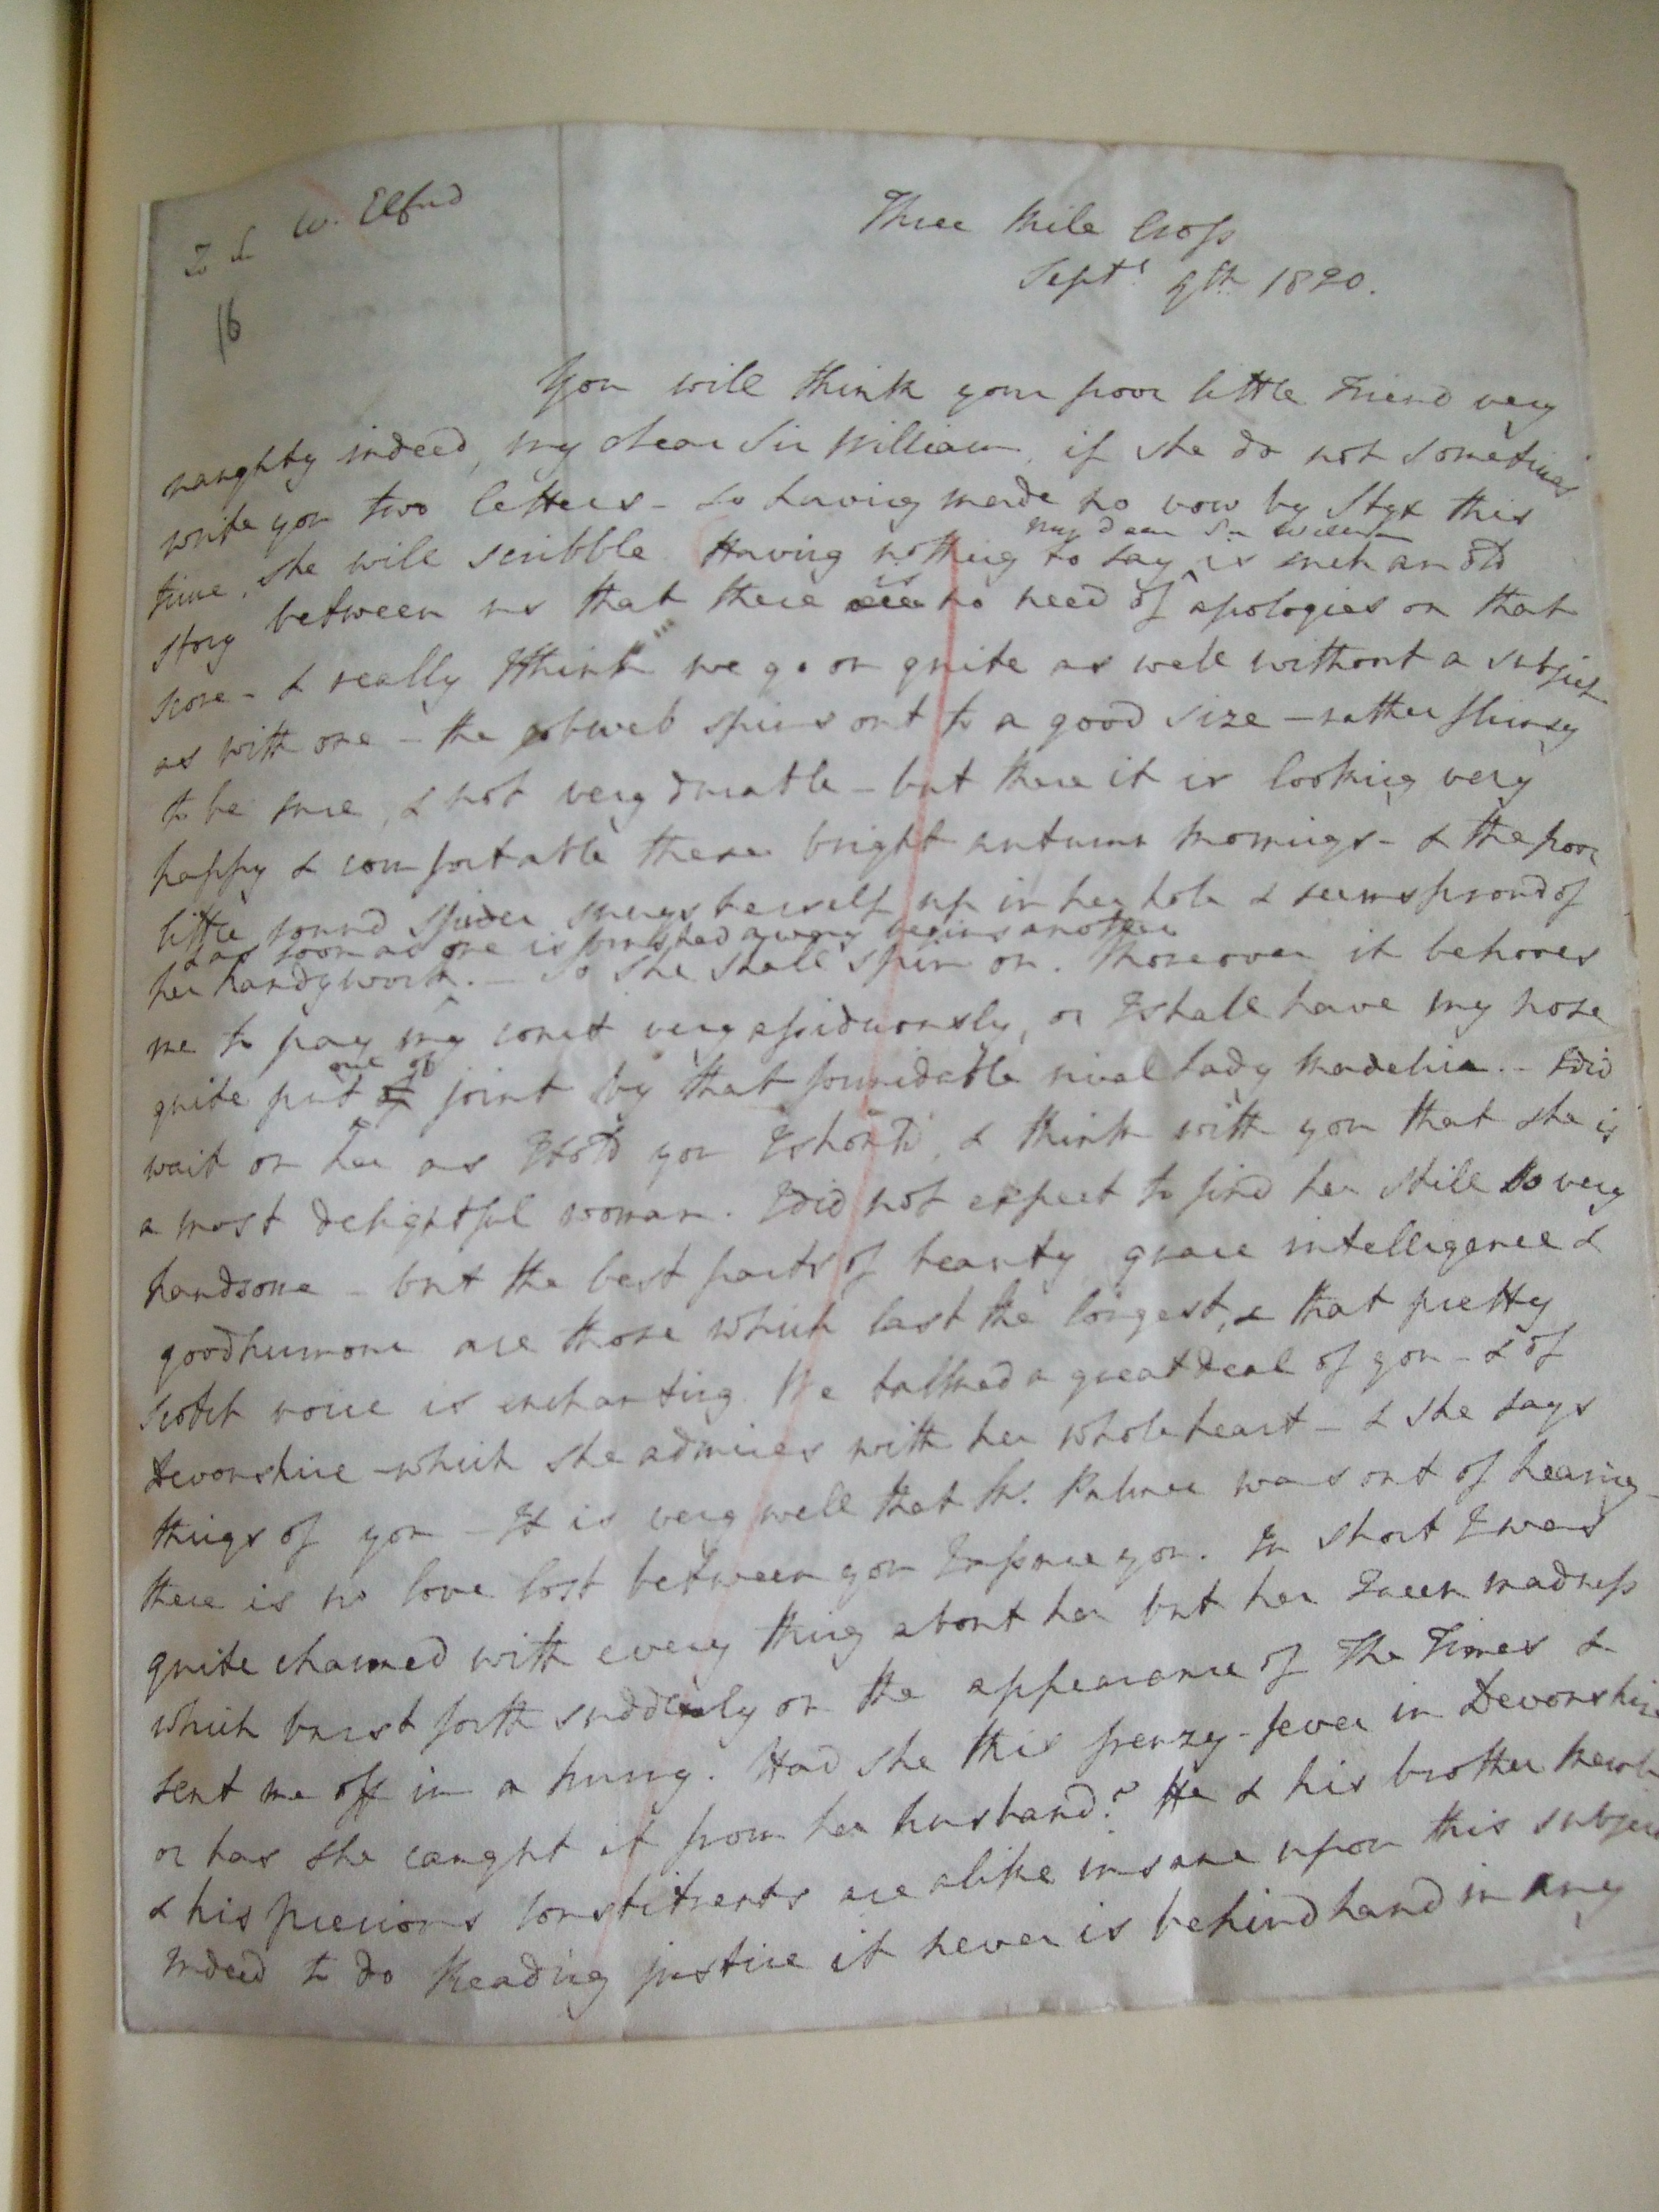 To Sir W. Elford
16
Three Mile Cross
Septr. 9th 1820.
You will think your poor little Friend very
naughty indeed, my dear Sir William, if she do not sometimes
write you two letters - so having made no vow by Styx this
time, she will scribble. Having nothing to say is such an old
my dear Sir William
story between us that there is no need of apologies on that
score - & really I think we go on quite as well without a subject
as with one - the cobweb spins out to a good size - rather flimsy
to be sure, & not very durable - but there it is looking very
happy & comfortable these bright autumn mornings - & the poor
little round spider snugs herself up in her hole & seems proud of
& as soon as one is finished away begins another
her handywork. - So she shall spin on. Moreover it behoves
me to pay my court very assiduously, or I shall have my nose
quite put out of joint by that formidable rival Lady Madelina. - I did
wait on her as I told you I should, & think with you that she is
a most delightful woman. I did not expect to find her still so very
handsome - but the best parts of beauty grace intelligence &
goodhumour are those which last the longest, & that pretty
Scotch voice is enchanting. We talked a great deal of you - & of
Devonshire - which she admires with her whole heart - & she says
things of you - It is very well that Mr. Palmer was out of hearing -
there is no love lost between you I assure you. In short I was
quite charmed with every thing about her but her Queen madness
which burst forth suddenly on the appearance of The Times &
sent me off in a hurry. Had she this frenzy-fever in Devonshire
or has she caught it from her husband? He & his brother Memb
& his precious Constituents are alike insane upon this subject
indeed to do Reading justice it never is behindhand in any